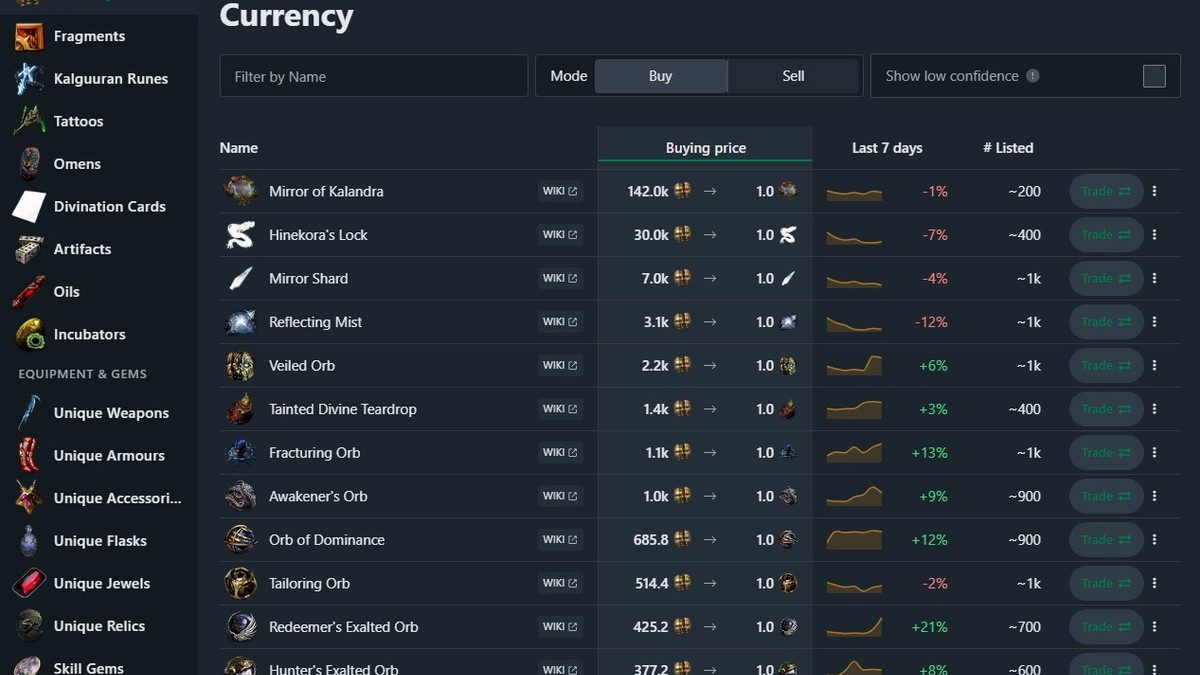 Currency
Fragments
Kalguuran Runes
Tattoos
Omens
Divination Cards
Artifacts
Oils
Incubators
EQUIPMENT & GEMS
Unique Weapons
Unique Armours
Unique Accessori...
Unique Flasks
Unique Jewels
Unique Relics
Skill Gems
Filter by Name
Mode Buy Sell
Show low confidence
Name Buying price Last 7 days # Listed
Mirror of Kalandra WIKI 142.0k → 1.0 -1% ~200 Trade
Hinekora's Lock WIKI 30.0k → 1.0 -7% ~400 Trade
Mirror Shard WIKI 7.0k → 1.0 -4% ~1k Trade
Reflecting Mist WIKI 3.1k → 1.0 -12% ~1k Trade
Veiled Orb WIKI 2.2k → 1.0 +6% ~1k Trade
Tainted Divine Teardrop WIKI 1.4k → 1.0 +3% ~400 Trade
Fracturing Orb WIKI 1.1k → 1.0 +13% ~1k Trade
Awakener's Orb WIKI 1.0k → 1.0 +9% ~900 Trade
Orb of Dominance WIKI 685.8 → 1.0 +12% ~900 Trade
Tailoring Orb WIKI 514.4 → 1.0 -2% ~1k Trade
Redeemer's Exalted Orb WIKI 425.2 → 1.0 +21% ~700 Trade
Hunter's Exalted Orb WIKI 377.2 → 1.0 +8% ~600 Trade